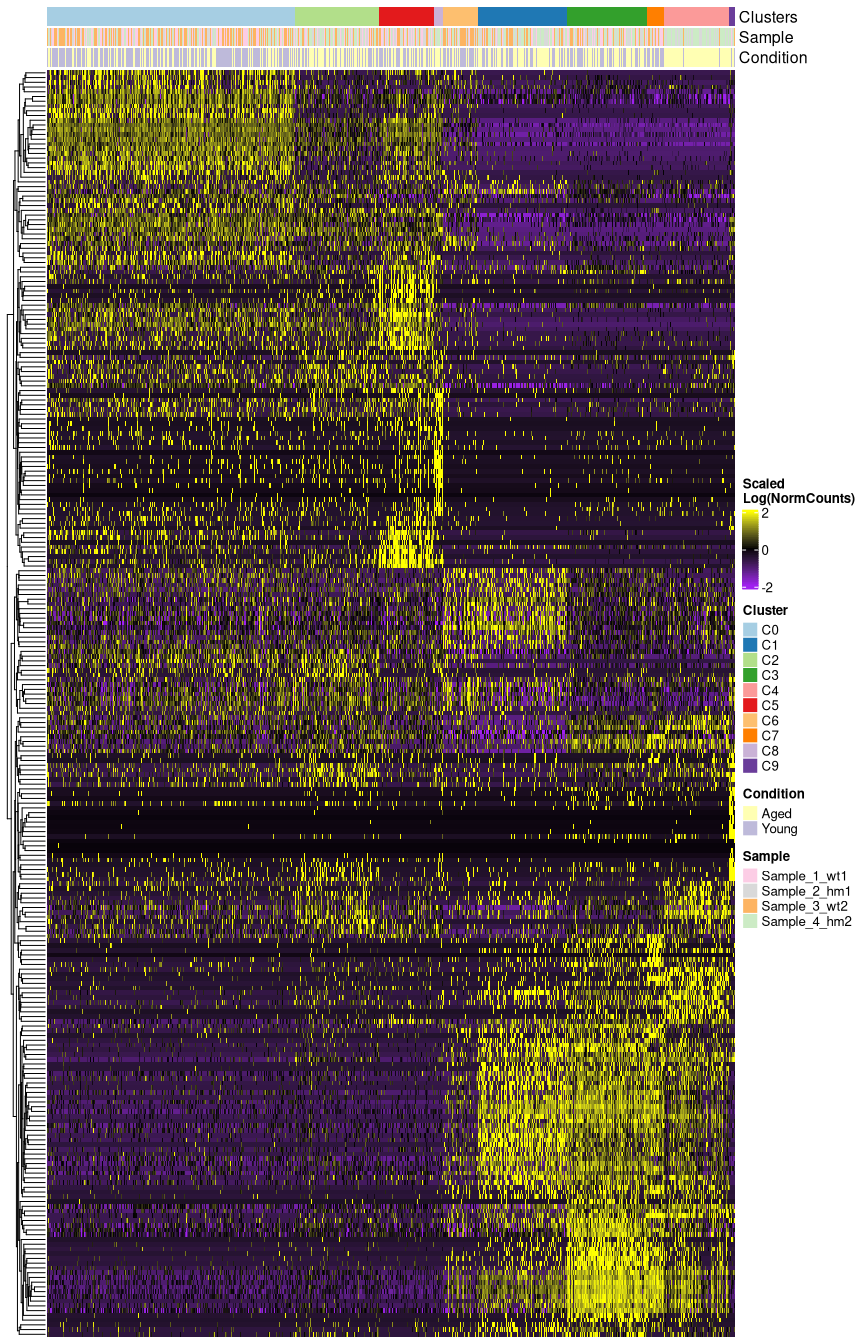 Clusters
Sample
Condition
Scaled
Log(NormCounts)
2
0
-2
Cluster
C0
C1
C2
C3
C4
C5
C6
C7
C8
C9
Condition
Aged
Young
Sample
Sample_1_wt1
Sample_2_hm1
Sample_3_wt2
Sample_4_hm2